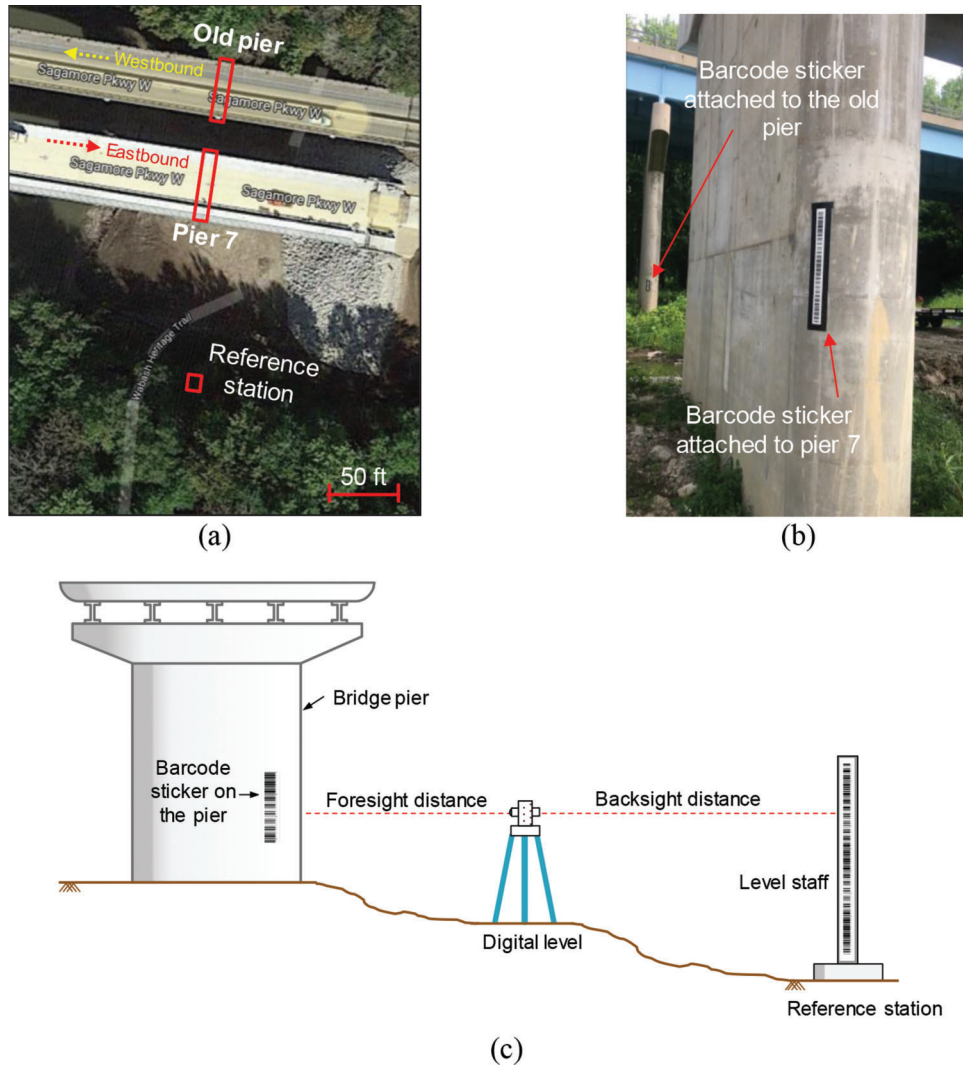 Old pier
Westbound
Sagamore Pkwy W
Sagamore Pkwy W
Eastbound
Sagamore Pkwy W
Sagamore Pkwy W
Pier 7
Wabash Heritage Trail
Reference
station
50 ft
(a)
Barcode sticker
attached to the old
pier
Barcode sticker
attached to pier 7
(b)
Bridge pier
Barcode
sticker on
the pier
Foresight distance
Backsight distance
Level staff
Digital level
Reference station
(c)